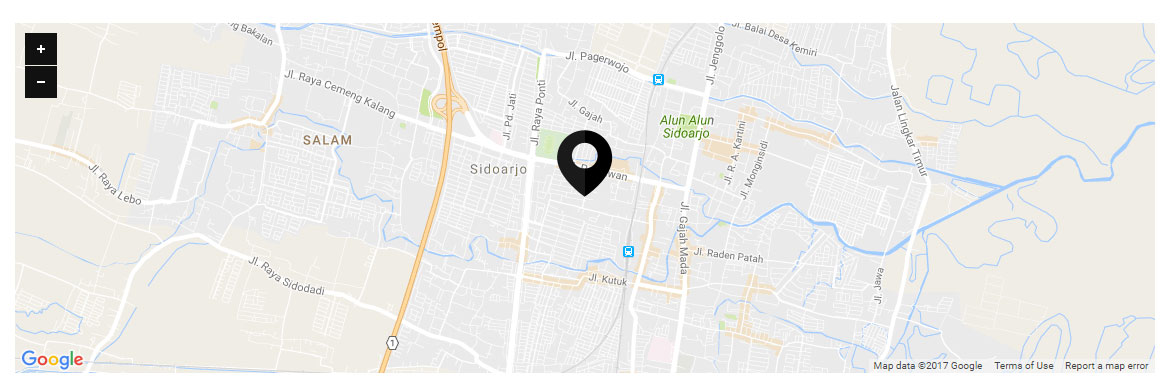 +
−
ng Bakalan
empol
Jl. Balai Desa Kemiri
Jl. Jenggolo
Jl. Pagerwojo
Jl. Raya Cemeng Kalang
Jl. Raya Ponti
Jl. Pd. Jati
Jl. Gajah
Jalan Lingkar Timur
Alun Alun
Sidoarjo
Jl. R. A. Kartini
Jl. Monginsidi
SALAM
Sidoarjo
wan
Jl. Raya Lebo
Jl. Gajah Mada
Jl. Raden Patah
Jl. Raya Sidodadi
Jl. Kutuk
Jl. Jawa
1
Google
Map data ©2017 Google
Terms of Use
Report a map error